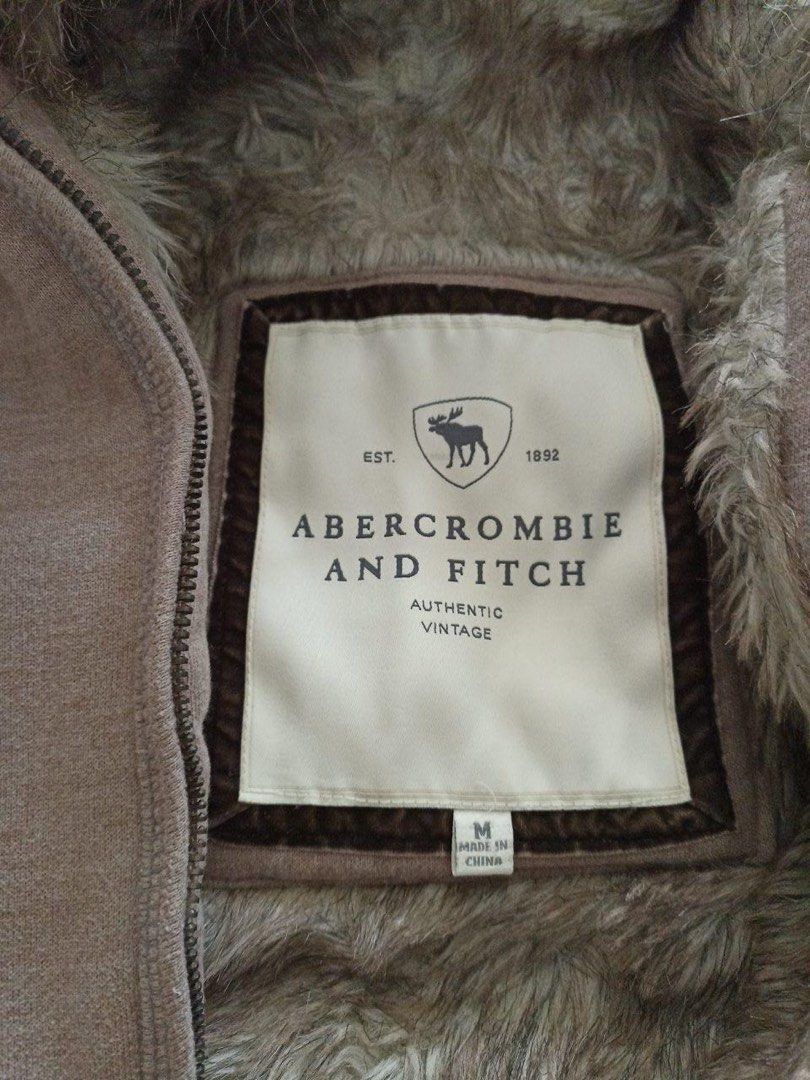 EST. 1892
ABERCROMBIE
AND FITCH
AUTHENTIC
VINTAGE
M
MADE IN
CHINA